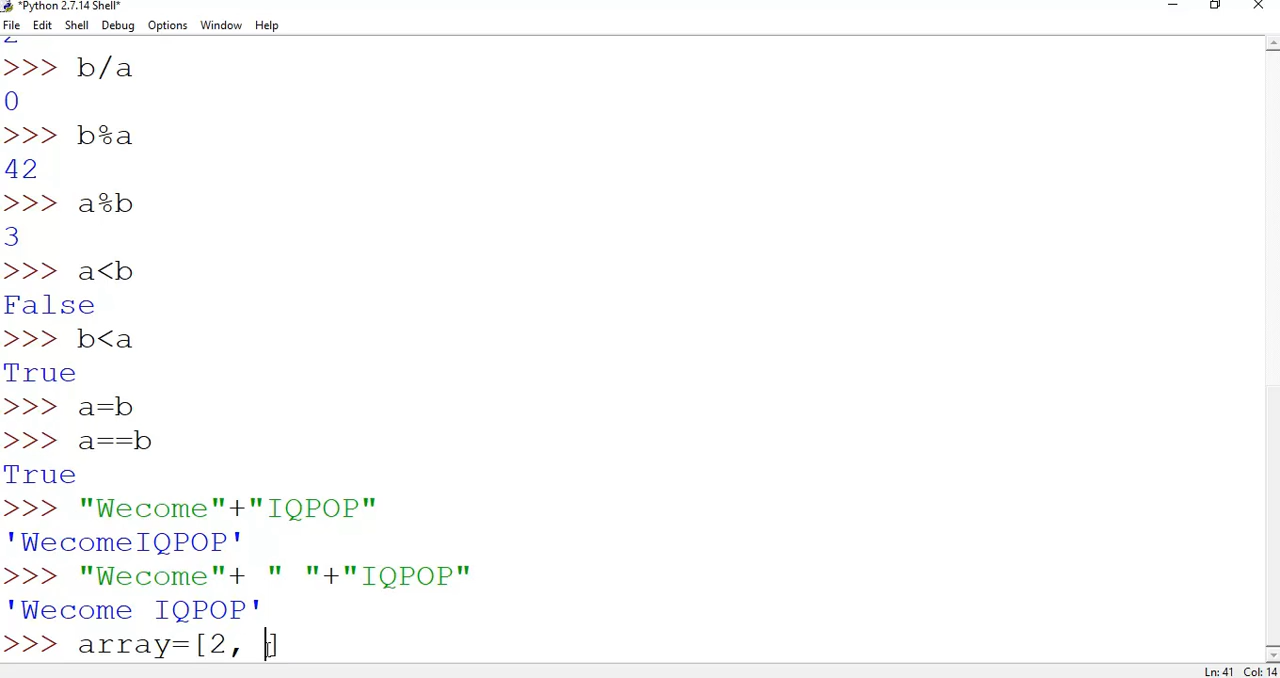 *Python 2.7.14 Shell*
File Edit Shell Debug Options Window Help
2
>>> b/a
0
>>> b%a
42
>>> a%b
3
>>> a<b
False
>>> b<a
True
>>> a=b
>>> a==b
True
>>> "Wecome"+"IQPOP"
'WecomeIQPOP'
>>> "Wecome"+ " "+"IQPOP"
'Wecome IQPOP'
>>> array=[2, ]
Ln: 41 Col: 14